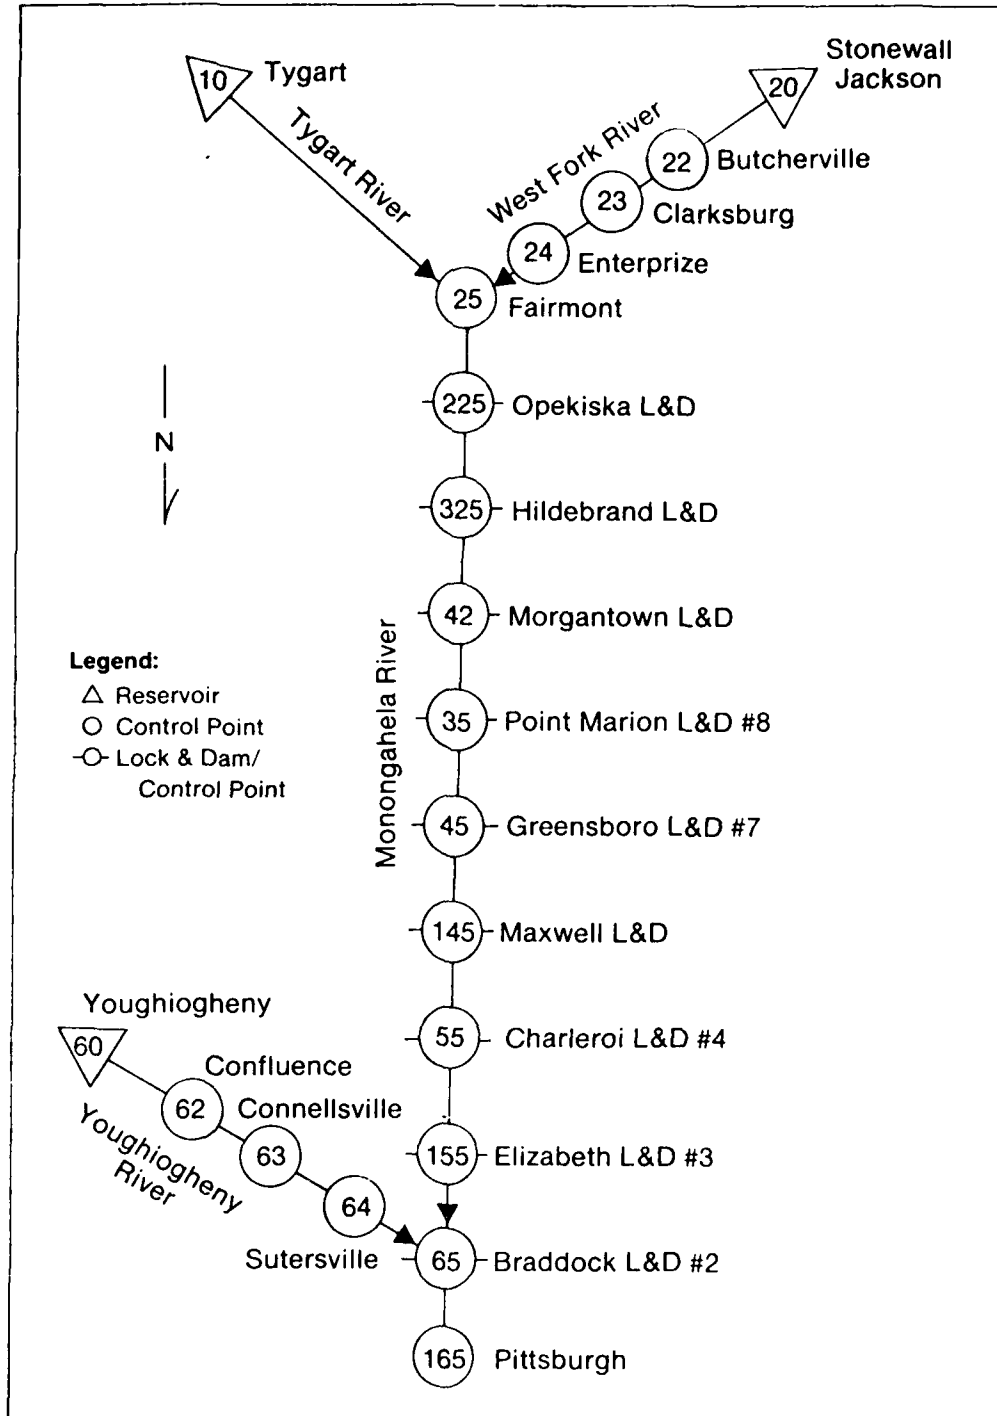 10
Tygart
Stonewall
Jackson
20
Tygart River
West Fork River
22
Butcherville
23
Clarksburg
24
Enterprize
25
Fairmont
225
Opekiska L&D
325
Hildebrand L&D
N
42
Morgantown L&D
Monongahela River
Legend:
Reservoir
Control Point
Lock & Dam/
Control Point
35
Point Marion L&D #8
45
Greensboro L&D #7
145
Maxwell L&D
Youghiogheny
60
55
Charleroi L&D #4
Confluence
62
Connellsville
63
Youghiogheny
River
155
Elizabeth L&D #3
64
Sutersville
65
Braddock L&D #2
165
Pittsburgh